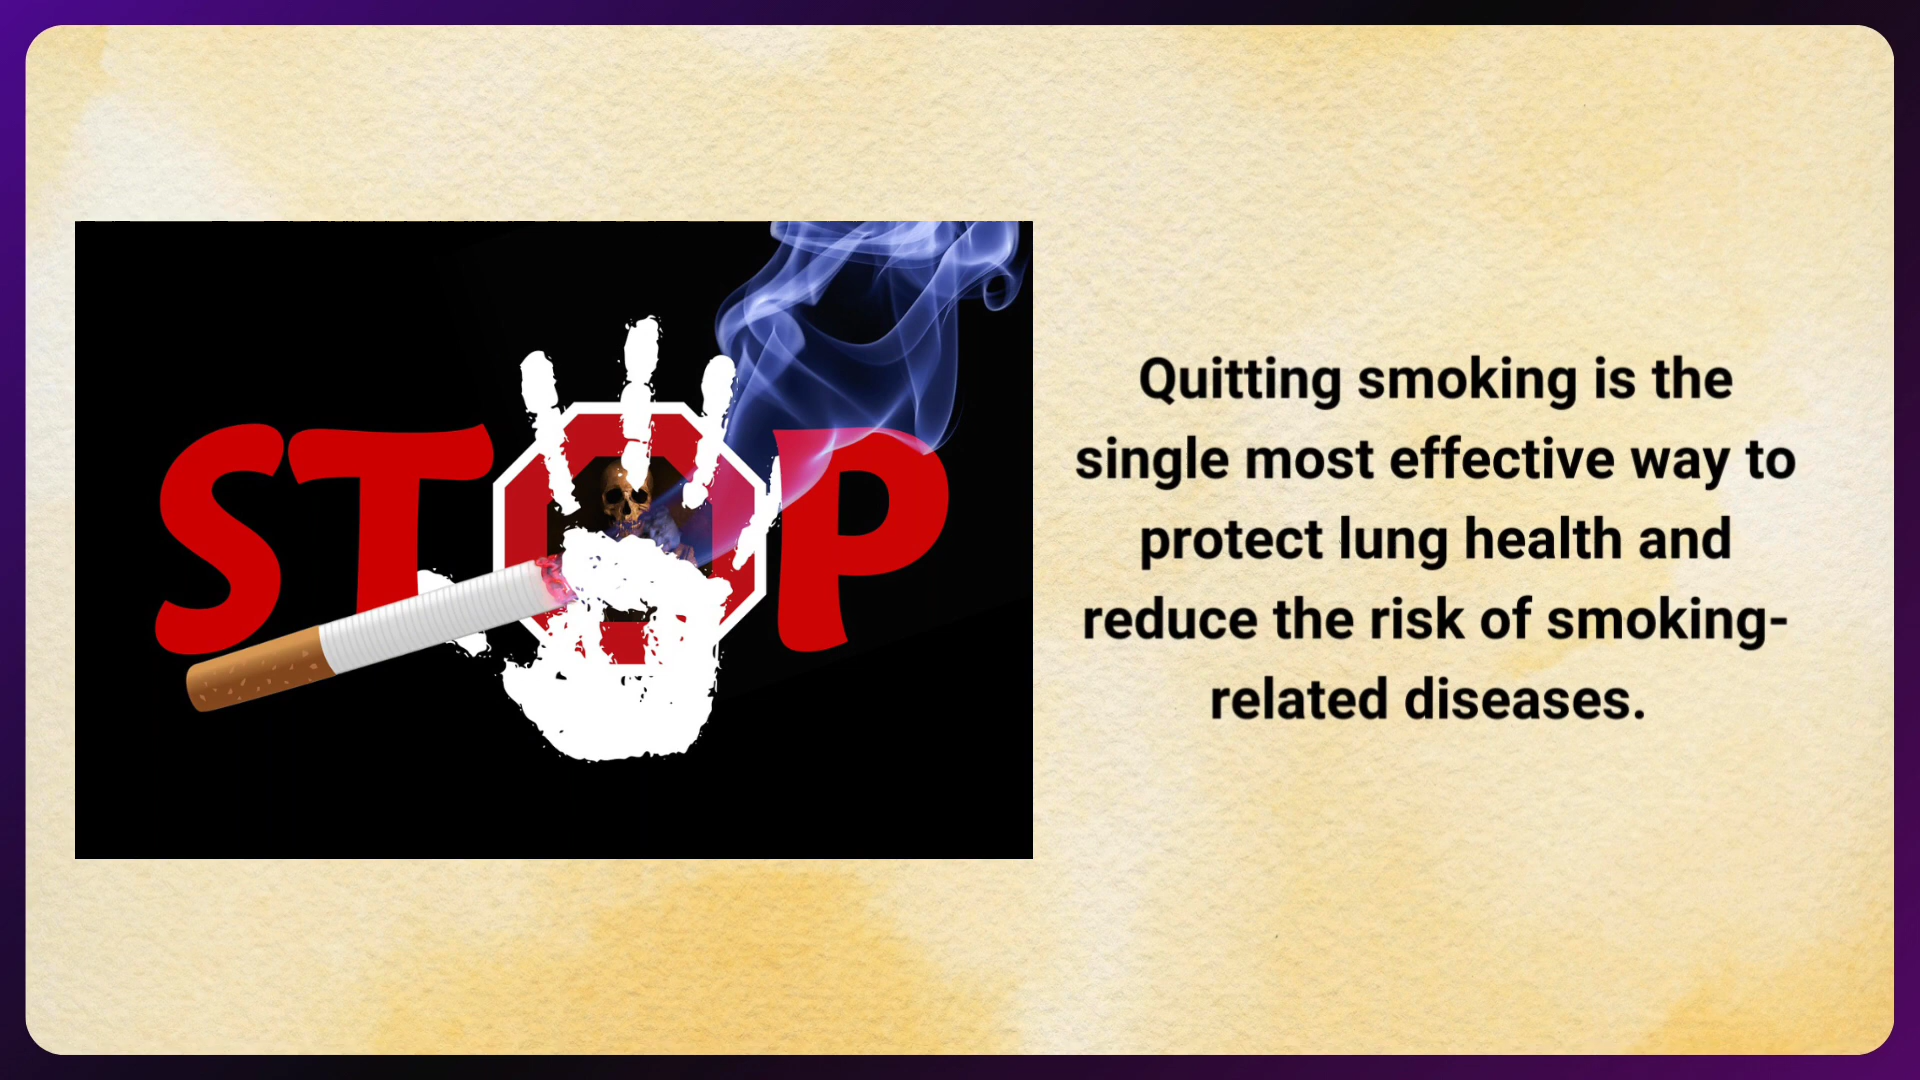 STOP
Quitting smoking is the
single most effective way to
protect lung health and
reduce the risk of smoking-
related diseases.